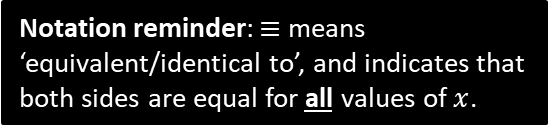 Notation reminder: ≡ means
‘equivalent/identical to’, and indicates that
both sides are equal for all values of 𝑥.